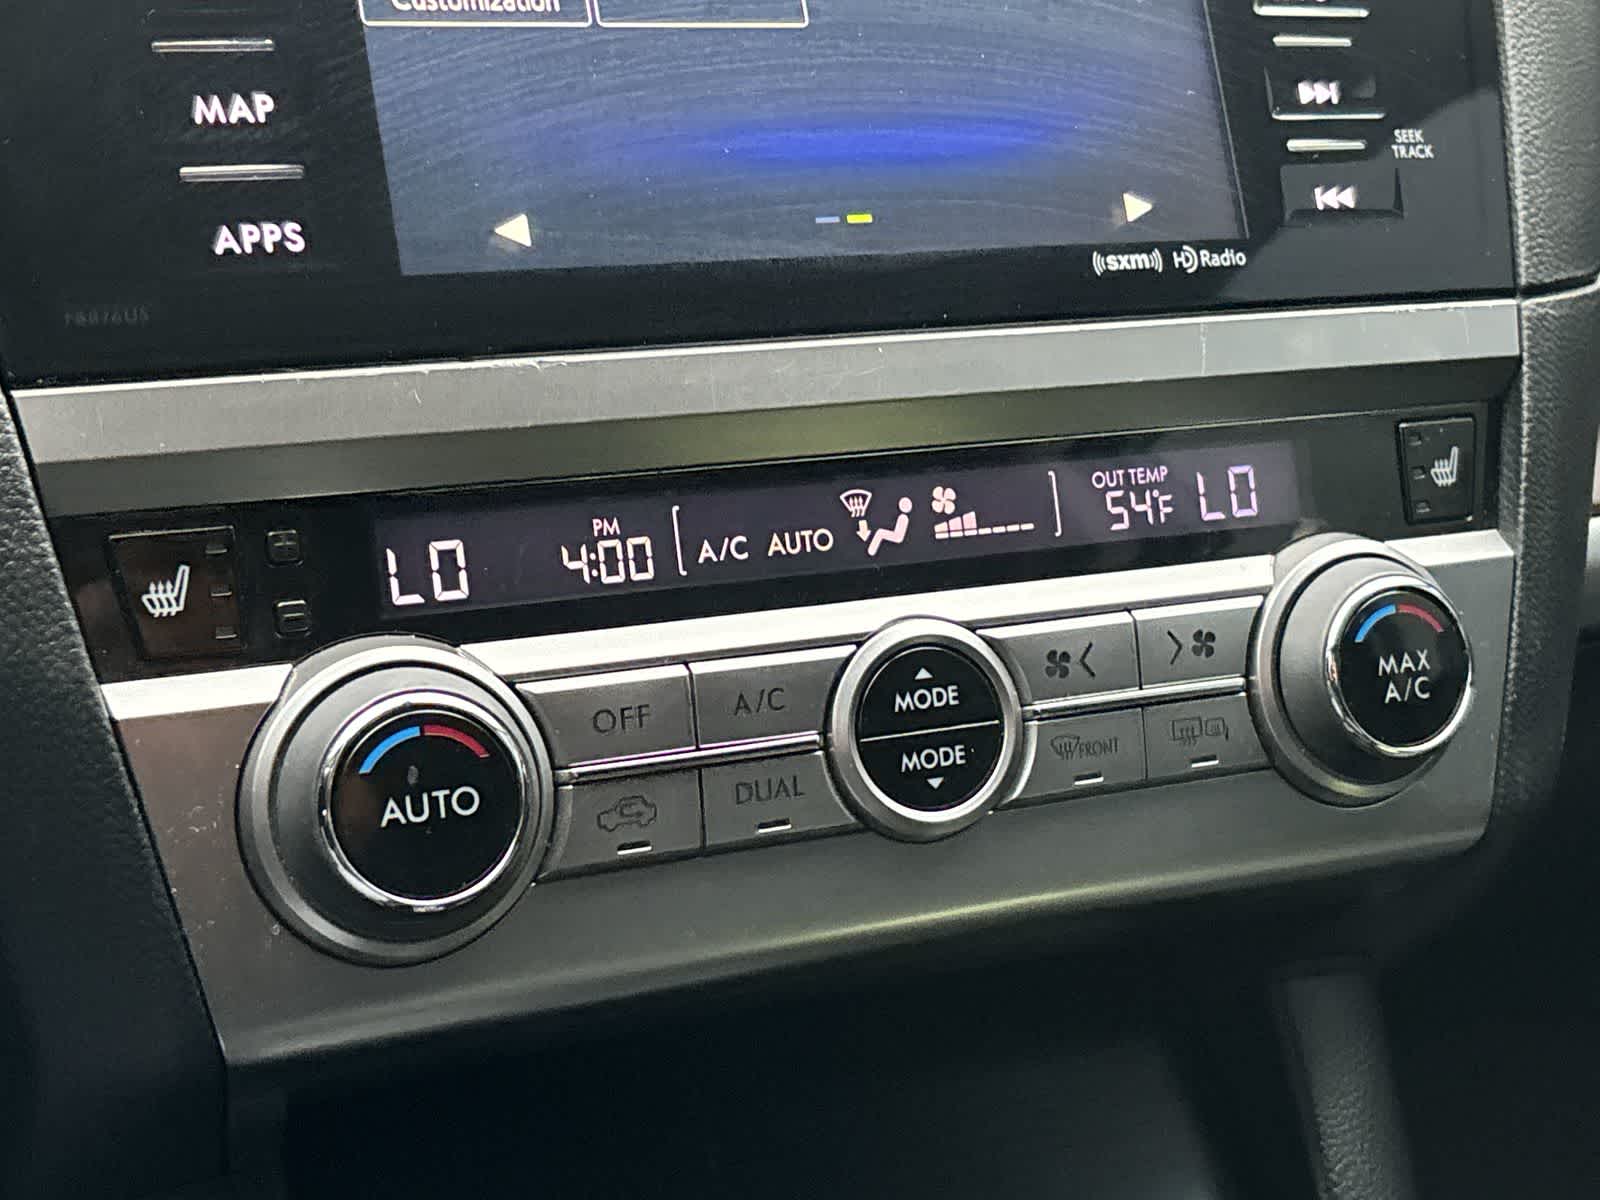 Customization
MAP
APPS
SEEK
TRACK
((sxm)) HD Radio
LO
PM
4:00
A/C AUTO
OUT TEMP
54°F
LO
AUTO
OFF
A/C
DUAL
MODE
MODE
FRONT
MAX
A/C